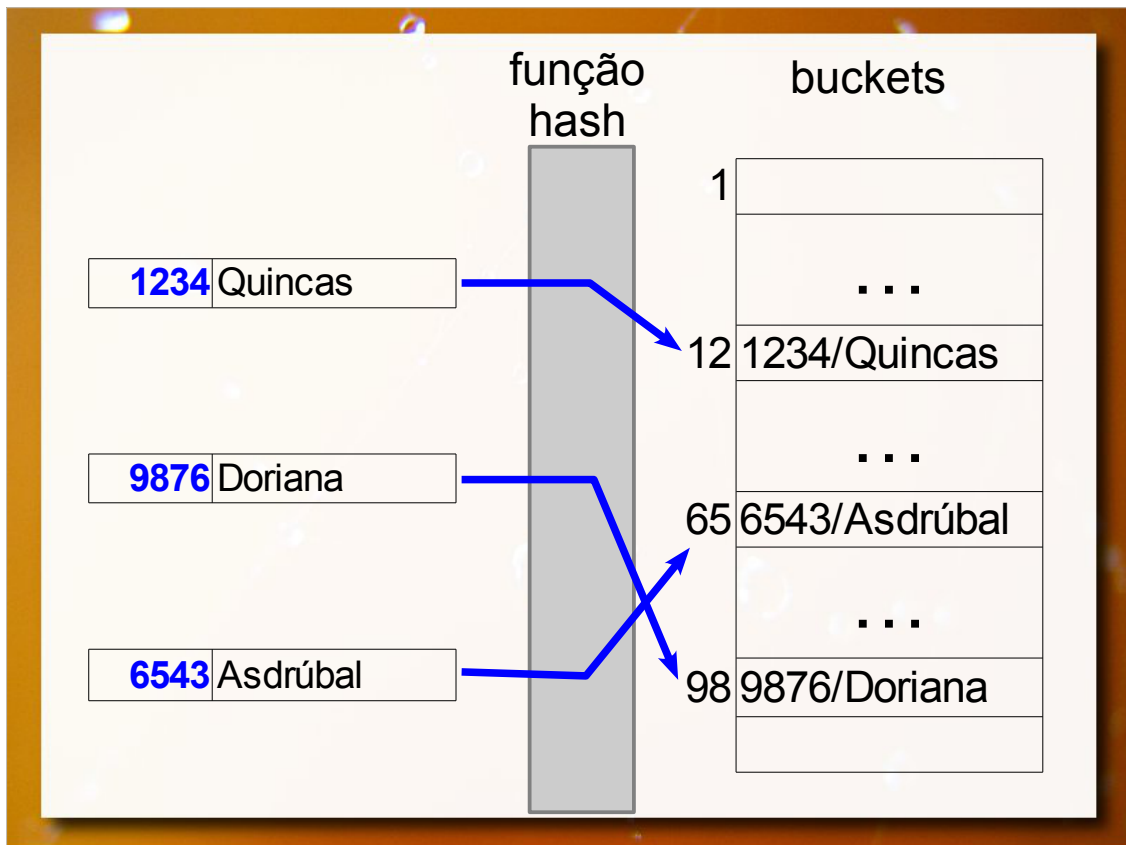 função
hash
buckets
1
...
1234 Quincas
12 1234/Quincas
...
9876 Doriana
65 6543/Asdrúbal
...
6543 Asdrúbal
98 9876/Doriana